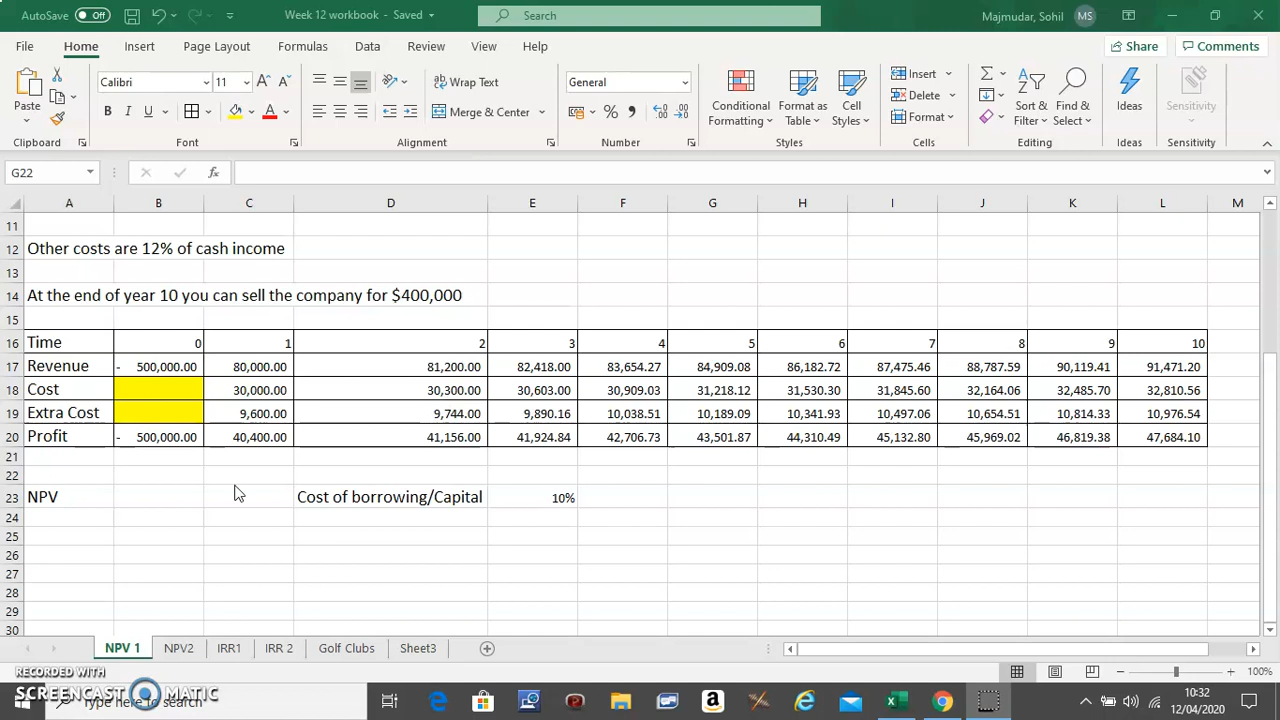 AutoSave Off Week 12 workbook - Saved Search Majmudar, Sohil MS
File Home Insert Page Layout Formulas Data Review View Help Share Comments
Paste Calibri 11 A A Wrap Text General Conditional Formatting Format as Table Cell Styles Insert Delete Format Sort & Filter Find & Select Ideas Sensitivity
B I U A Merge & Center % ,
Clipboard Font Alignment Number Styles Cells Editing Ideas Sensitivity
G22 fx
A B C D E F G H I J K L M
11
12 Other costs are 12% of cash income
13
14 At the end of year 10 you can sell the company for $400,000
15
16 Time 0 1 2 3 4 5 6 7 8 9 10
17 Revenue - 500,000.00 80,000.00 81,200.00 82,418.00 83,654.27 84,909.08 86,182.72 87,475.46 88,787.59 90,119.41 91,471.20
18 Cost 30,000.00 30,300.00 30,603.00 30,909.03 31,218.12 31,530.30 31,845.60 32,164.06 32,485.70 32,810.56
19 Extra Cost 9,600.00 9,744.00 9,890.16 10,038.51 10,189.09 10,341.93 10,497.06 10,654.51 10,814.33 10,976.54
20 Profit - 500,000.00 40,400.00 41,156.00 41,924.84 42,706.73 43,501.87 44,310.49 45,132.80 45,969.02 46,819.38 47,684.10
21
22
23 NPV Cost of borrowing/Capital 10%
24
25
26
27
28
29
30
NPV 1 NPV2 IRR1 IRR 2 Golf Clubs Sheet3
100%
RECORDED WITH
SCREENCAST MATIC
Type here to search
10:32
12/04/2020